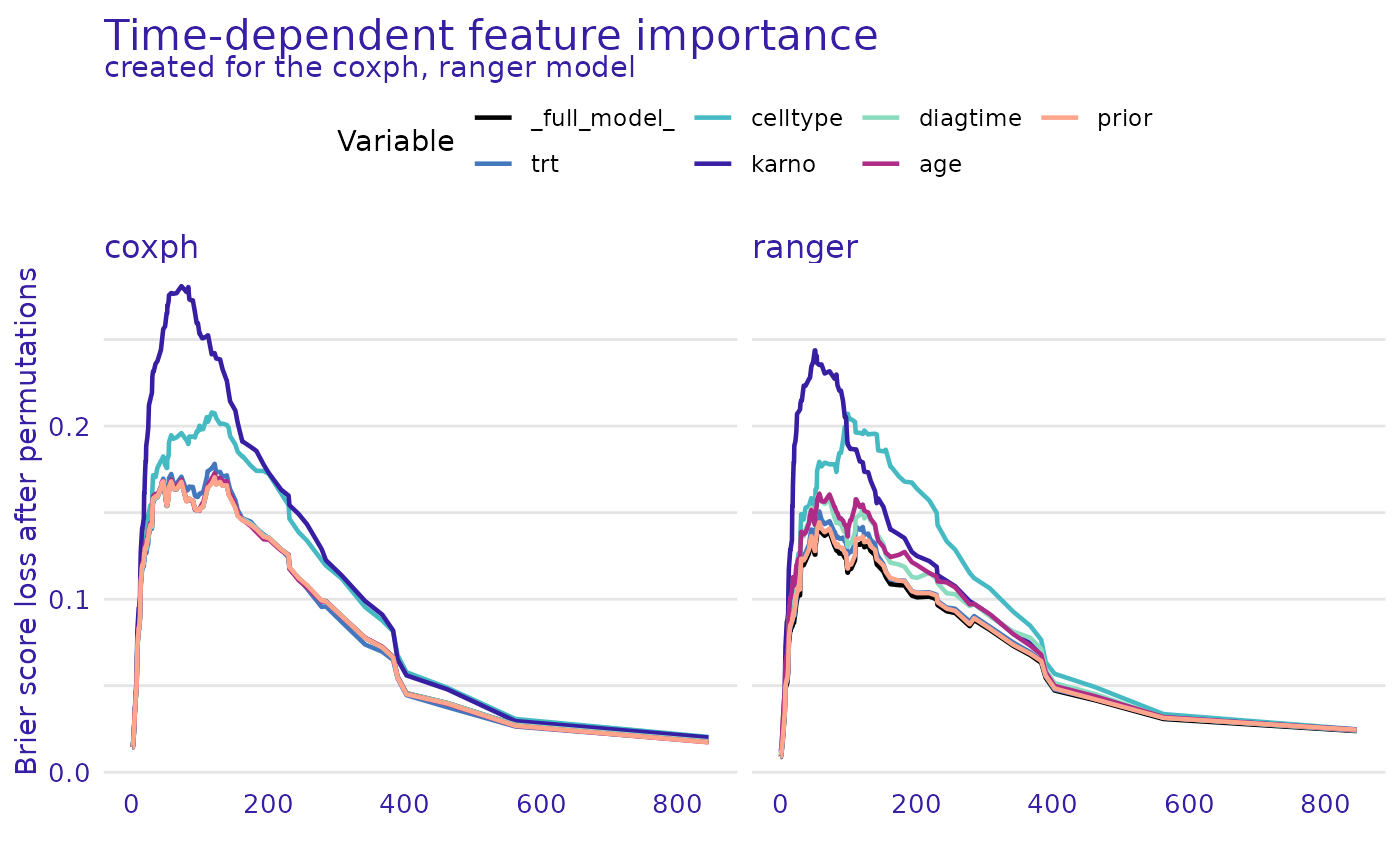 Time-dependent feature importance
created for the coxph, ranger model
Variable
_full_model_ celltype diagtime prior
trt karno age
coxph ranger
Brier score loss after permutations
0.2
0.1
0.0
0 200 400 600 800 0 200 400 600 800